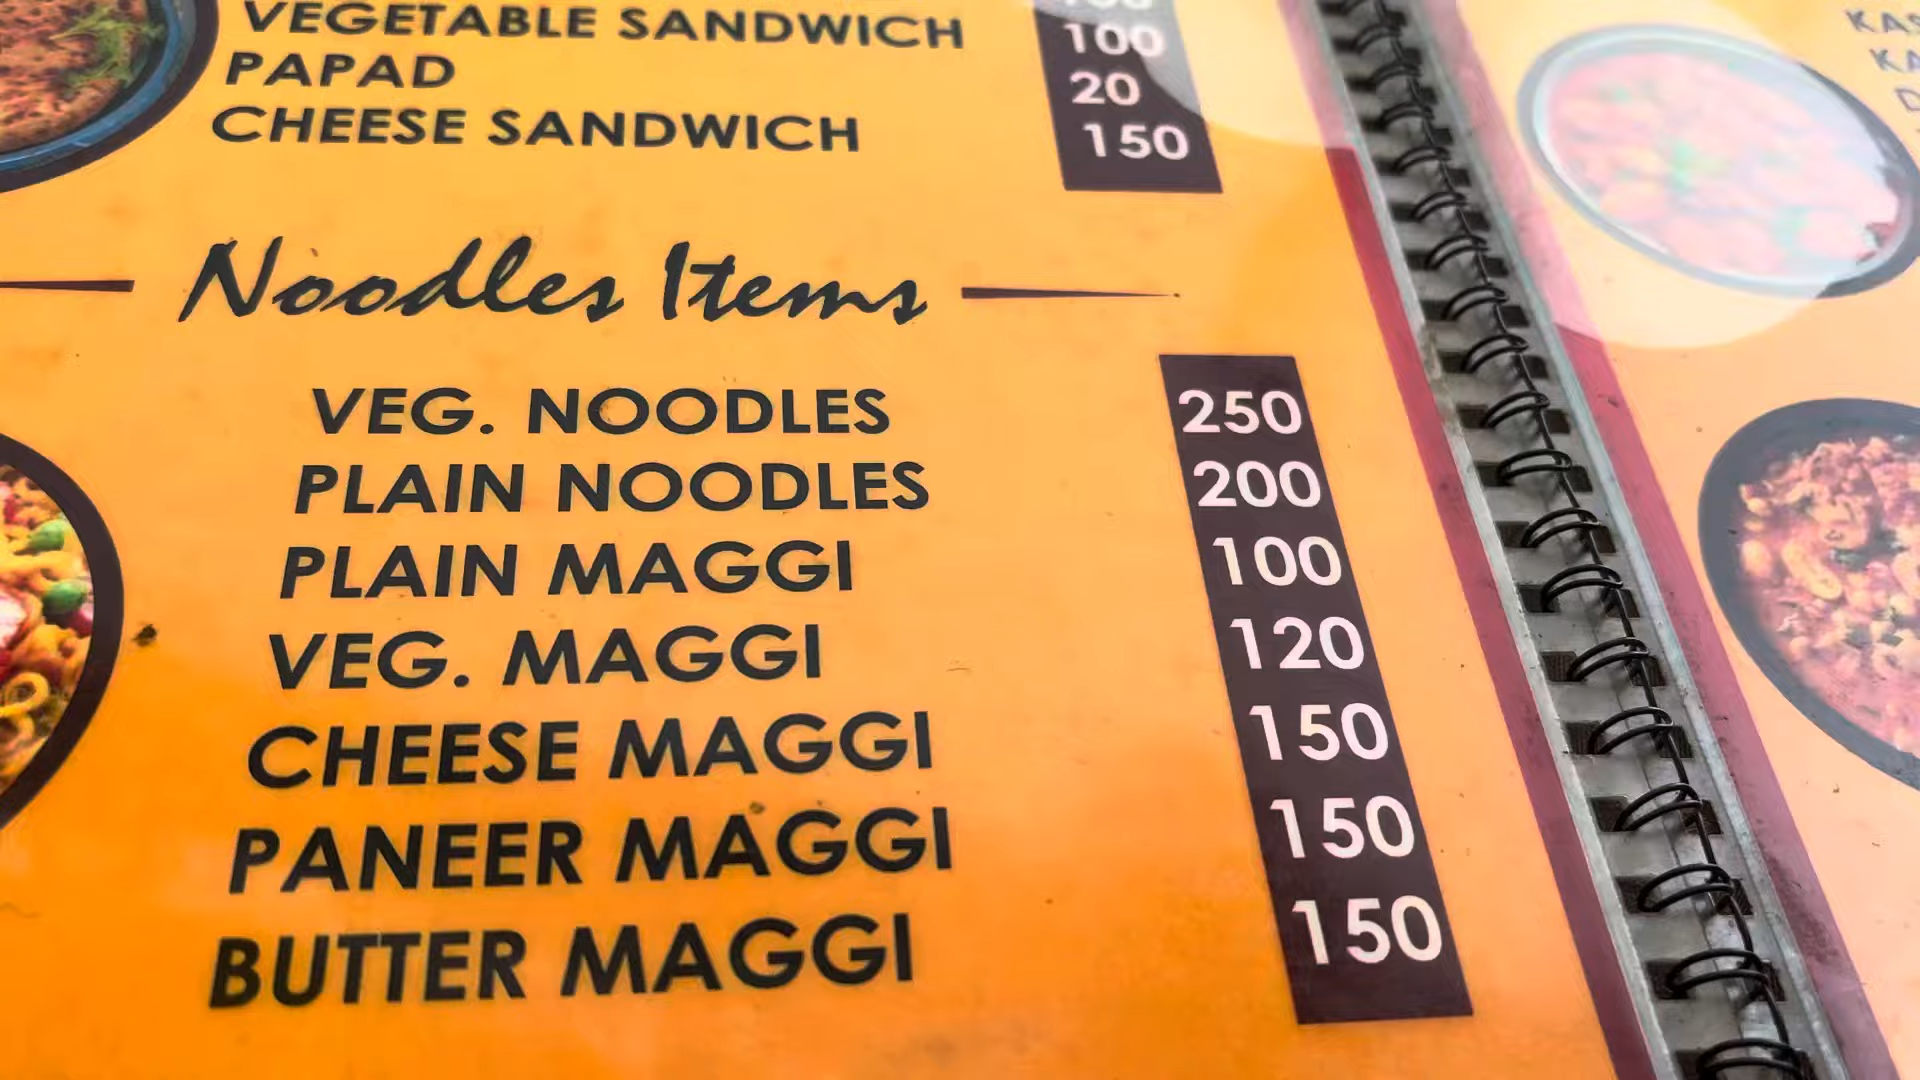 VEGETABLE SANDWICH 100
PAPAD 20
CHEESE SANDWICH 150
Noodles Items
VEG. NOODLES 250
PLAIN NOODLES 200
PLAIN MAGGI 100
VEG. MAGGI 120
CHEESE MAGGI 150
PANEER MAGGI 150
BUTTER MAGGI 150